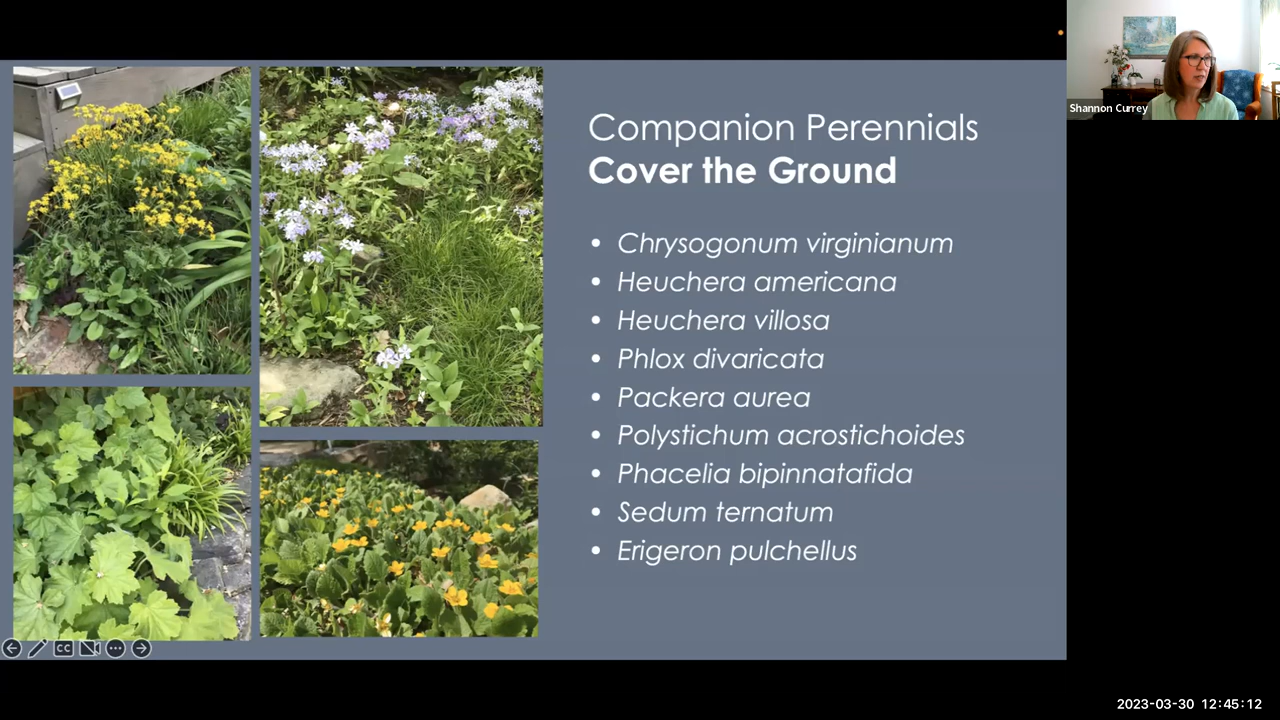 Companion Perennials
Cover the Ground
• Chrysogonum virginianum
• Heuchera americana
• Heuchera villosa
• Phlox divaricata
• Packera aurea
• Polystichum acrostichoides
• Phacelia bipinnatafida
• Sedum ternatum
• Erigeron pulchellus
Shannon Currey
CC
2023-03-30 12:45:12